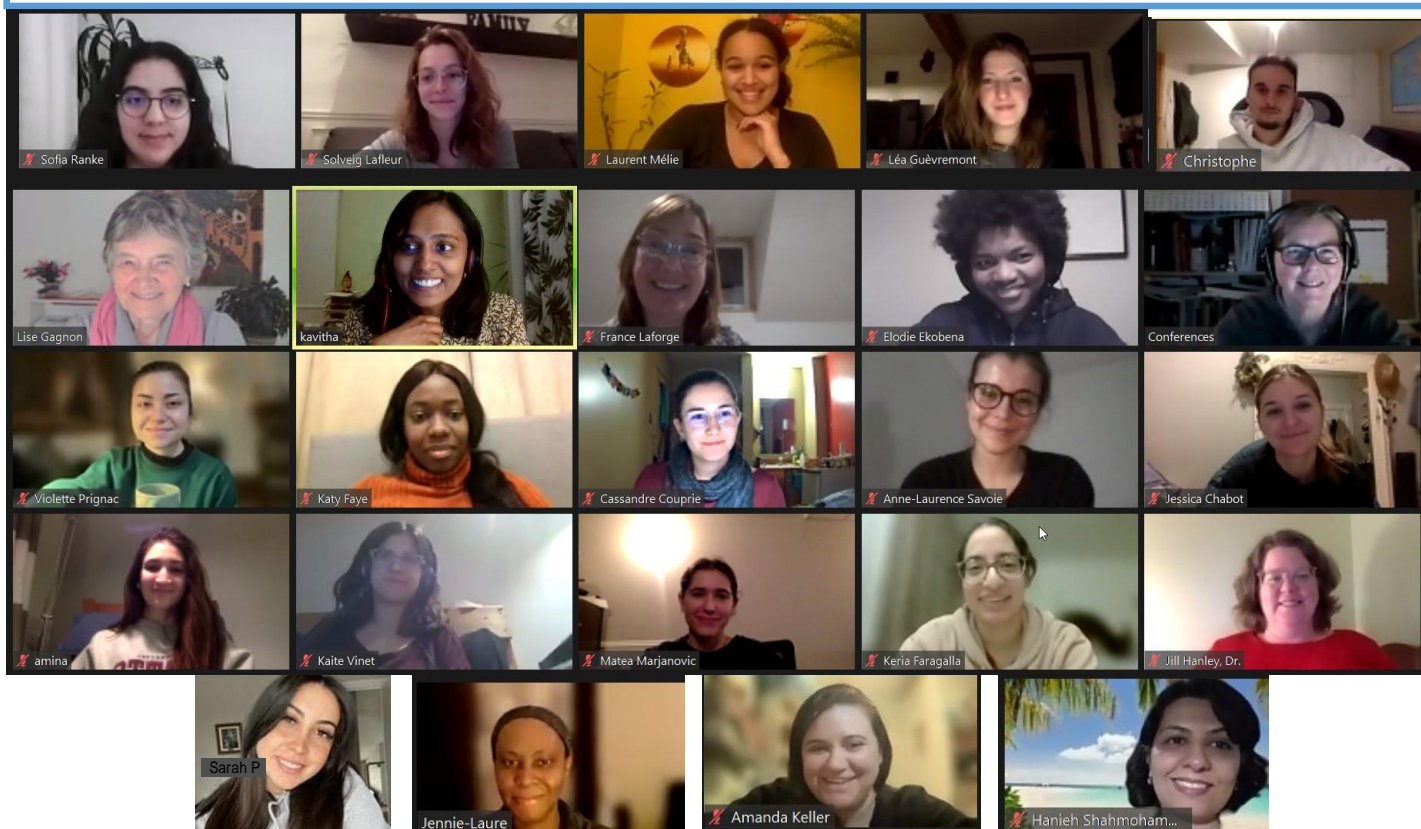 FAMILY
Sofia Ranke
Solveig Lafleur
Laurent Mélie
Léa Guèvremont
Christophe
Lise Gagnon
kavitha
France Laforge
Elodie Ekobena
Conferences
Violette Prignac
Katy Faye
Cassandre Couprie
Anne-Laurence Savoie
Jessica Chabot
amina
Kaite Vinet
Matea Marjanovic
Keria Faragalla
Jill Hanley, Dr.
Sarah P
Jennie-Laure
Amanda Keller
Hanieh Shahmoham...